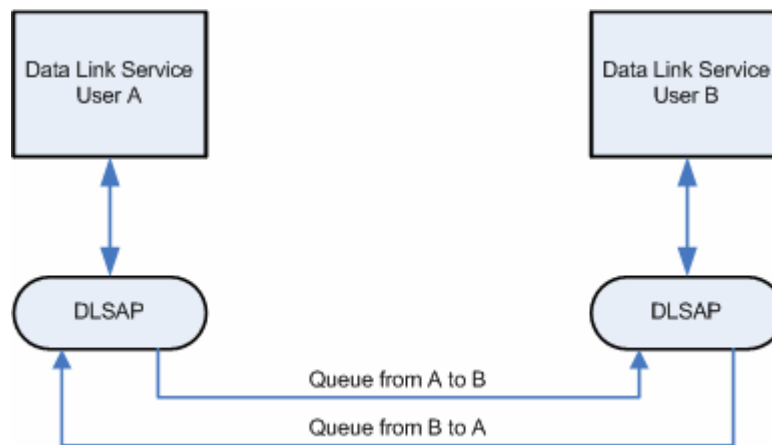 Data Link Service
User A
Data Link Service
User B
DLSAP
DLSAP
Queue from A to B
Queue from B to A